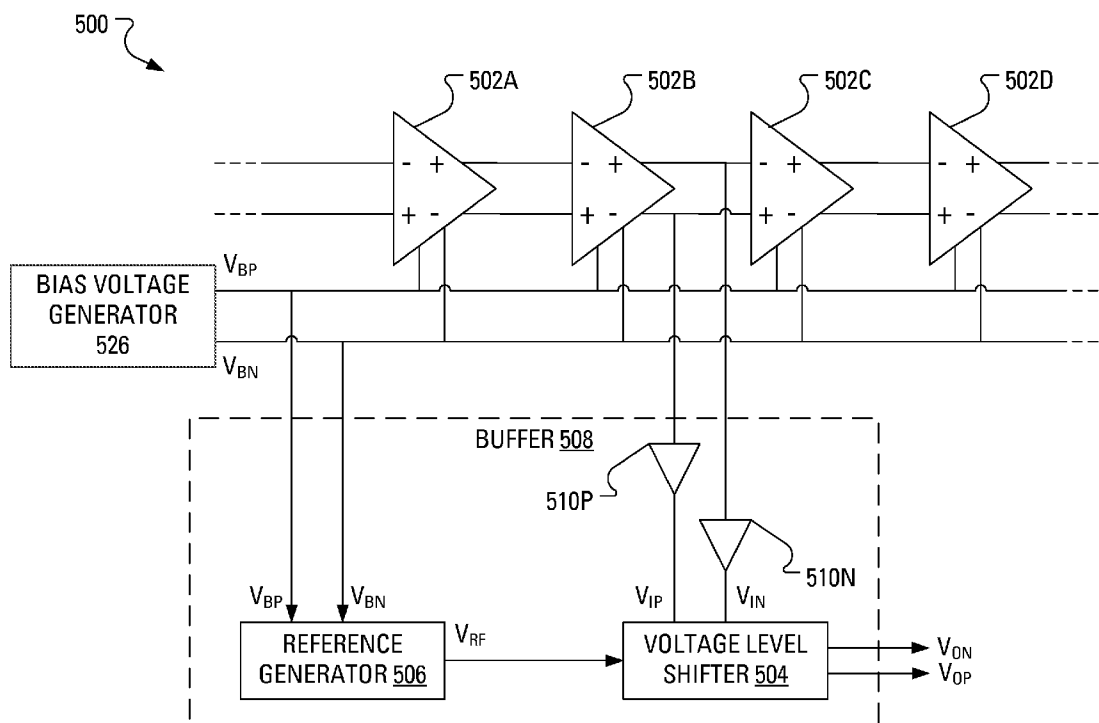 500
502A 502B 502C 502D
- + - + - + - +
+ - + - + - + -
V_BP
BIAS VOLTAGE
GENERATOR
526
V_BN
BUFFER 508
510P
510N
V_BP V_BN V_IP V_IN
V_RF
REFERENCE
GENERATOR 506
VOLTAGE LEVEL
SHIFTER 504
V_ON
V_OP